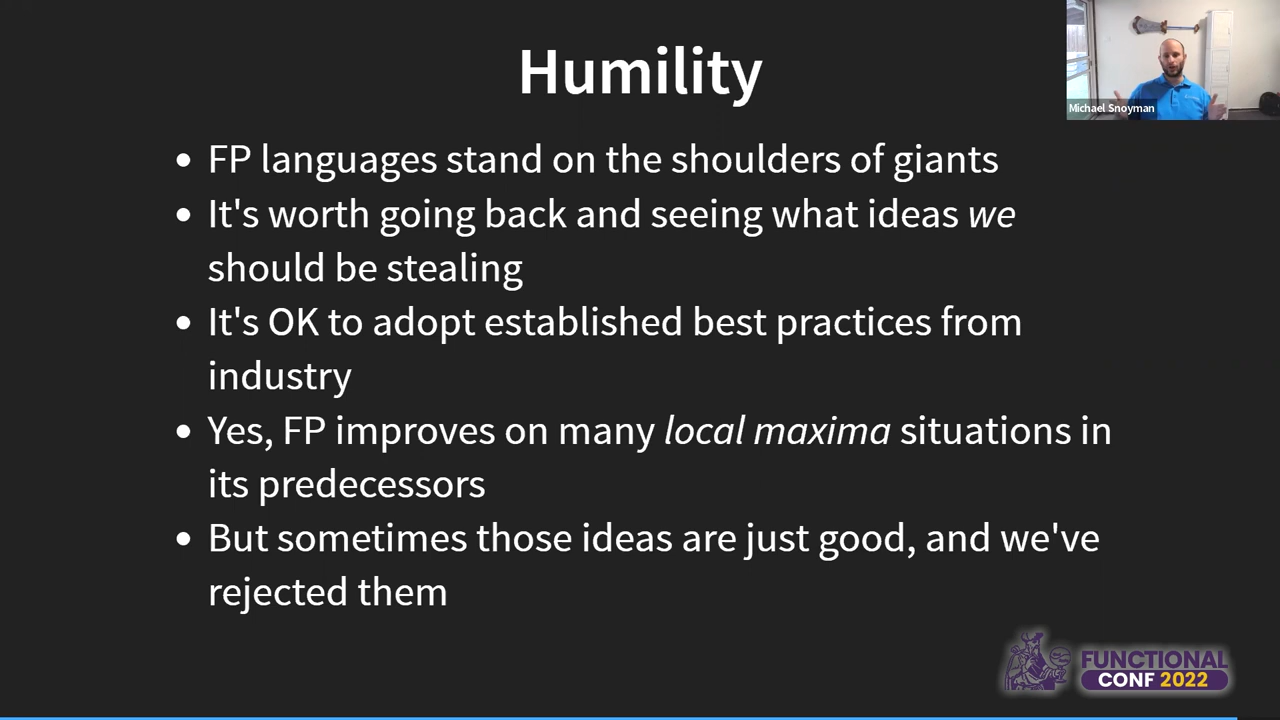 Humility
Michael Snoyman
• FP languages stand on the shoulders of giants
• It's worth going back and seeing what ideas we
should be stealing
• It's OK to adopt established best practices from
industry
• Yes, FP improves on many local maxima situations in
its predecessors
• But sometimes those ideas are just good, and we've
rejected them
FUNCTIONAL
CONF 2022